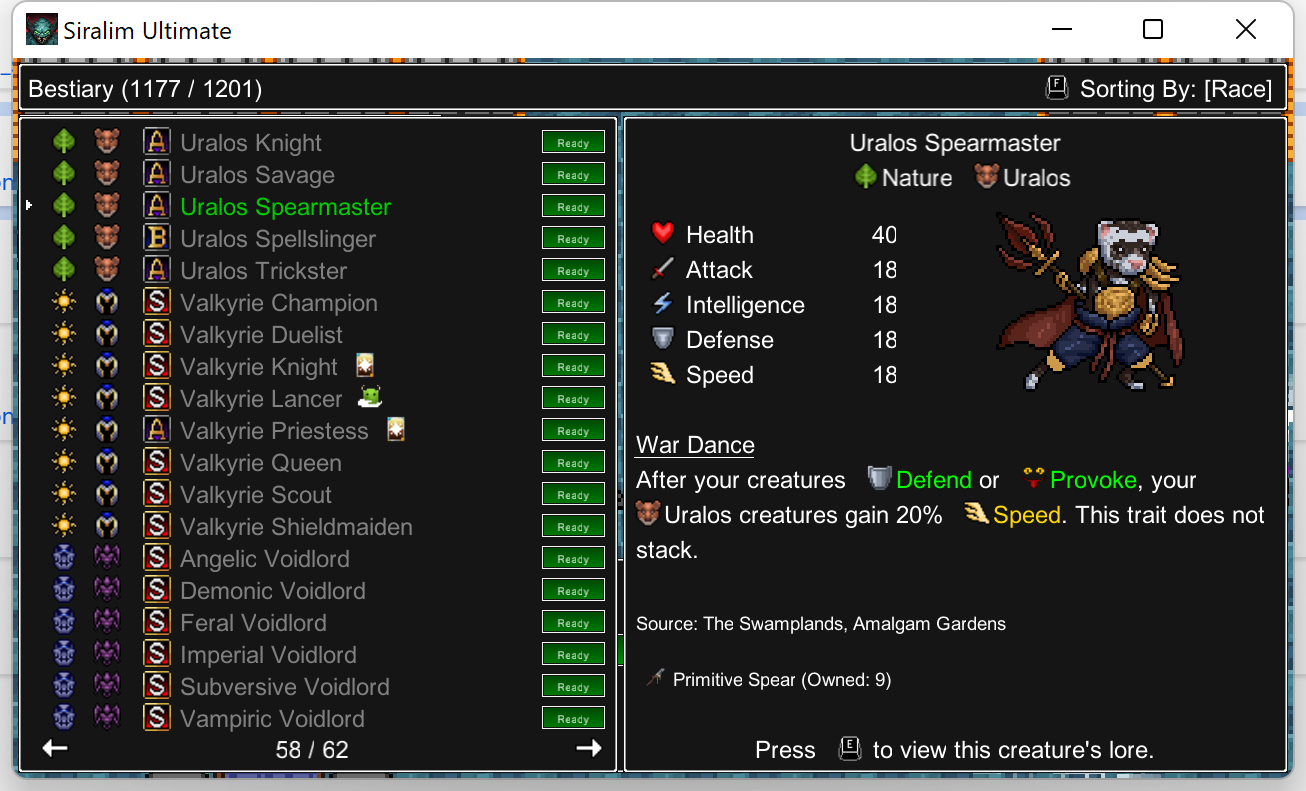 Siralim Ultimate
Bestiary (1177 / 1201)
F Sorting By: [Race]
A Uralos Knight Ready
A Uralos Savage Ready
A Uralos Spearmaster Ready
B Uralos Spellslinger Ready
A Uralos Trickster Ready
S Valkyrie Champion Ready
S Valkyrie Duelist Ready
S Valkyrie Knight Ready
S Valkyrie Lancer Ready
A Valkyrie Priestess Ready
S Valkyrie Queen Ready
S Valkyrie Scout Ready
S Valkyrie Shieldmaiden Ready
S Angelic Voidlord Ready
S Demonic Voidlord Ready
S Feral Voidlord Ready
S Imperial Voidlord Ready
S Subversive Voidlord Ready
S Vampiric Voidlord Ready
58 / 62
Uralos Spearmaster
Nature Uralos
Health 40
Attack 18
Intelligence 18
Defense 18
Speed 18
War Dance
After your creatures Defend or Provoke, your
Uralos creatures gain 20% Speed. This trait does not
stack.
Source: The Swamplands, Amalgam Gardens
Primitive Spear (Owned: 9)
Press E to view this creature's lore.